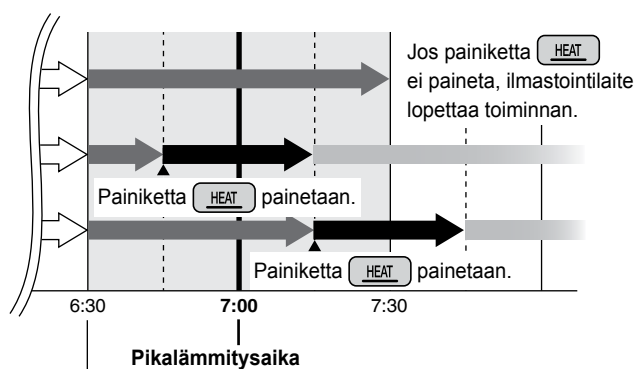 Jos painiketta HEAT
ei paineta, ilmastointilaite
lopettaa toiminnan.
Painiketta HEAT painetaan.
Painiketta HEAT painetaan.
6:30 7:00 7:30
Pikalämmitysaika